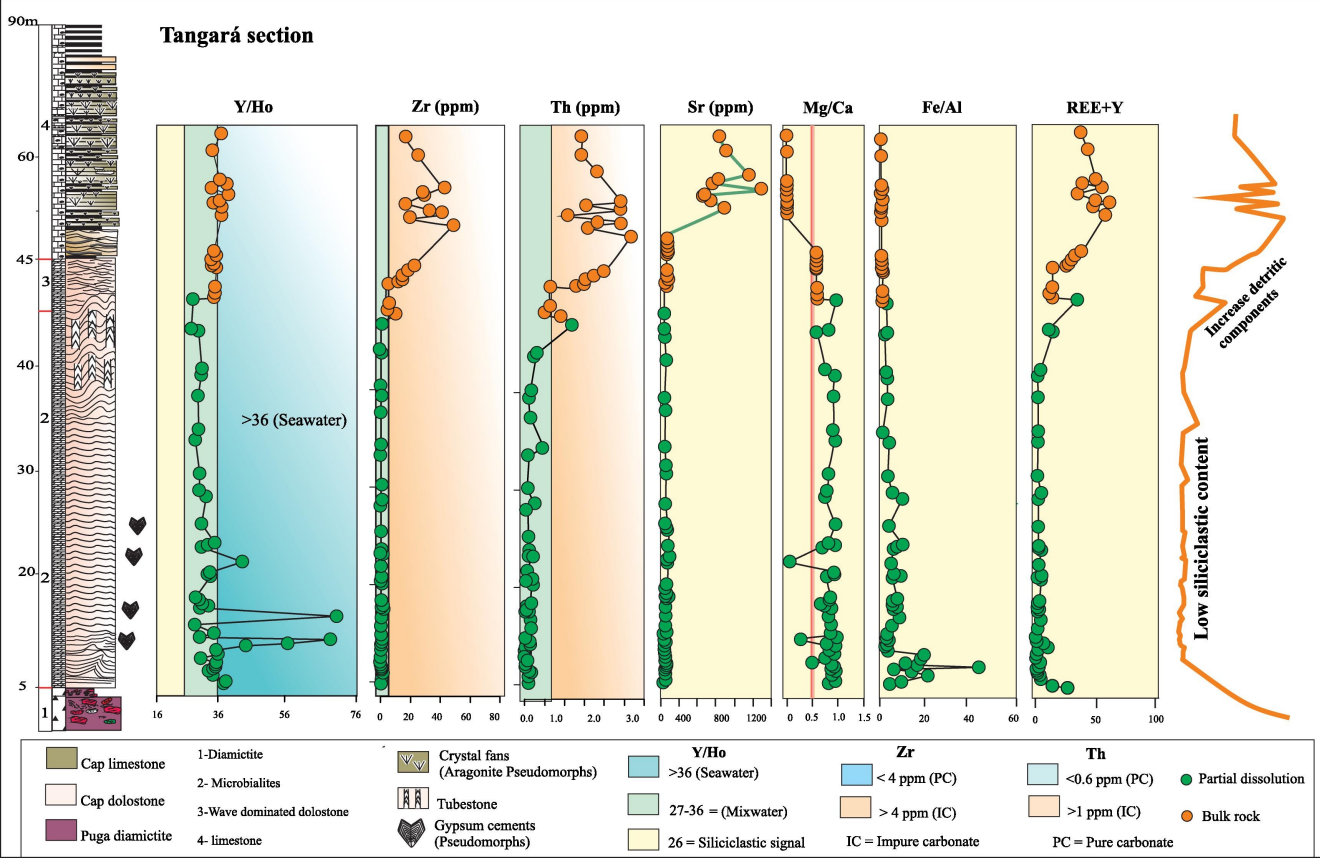 90m
Tangará section
Y/Ho
Zr (ppm)
Th (ppm)
Sr (ppm)
Mg/Ca
Fe/Al
REE+Y
4
60
45
3
40
2
30
20
2
5
1
>36 (Seawater)
Increase detritic
components
Low siliciclastic content
16 36 56 76
0 20 40 60 80
0.0 1.0 2.0 3.0
0 400 800 1200
0 0.5 1.0 1.5
0 20 40 60
0 50 100
Cap limestone
Cap dolostone
Puga diamictite
1-Diamictite
2- Microbialites
3-Wave dominated dolostone
4- limestone
Crystal fans
(Aragonite Pseudomorphs)
Tubestone
Gypsum cements
(Pseudomorphs)
Y/Ho
>36 (Seawater)
27-36 = (Mixwater)
26 = Siliciclastic signal
Zr
< 4 ppm (PC)
> 4 ppm (IC)
IC = Impure carbonate
Th
<0.6 ppm (PC)
>1 ppm (IC)
PC = Pure carbonate
Partial dissolution
Bulk rock